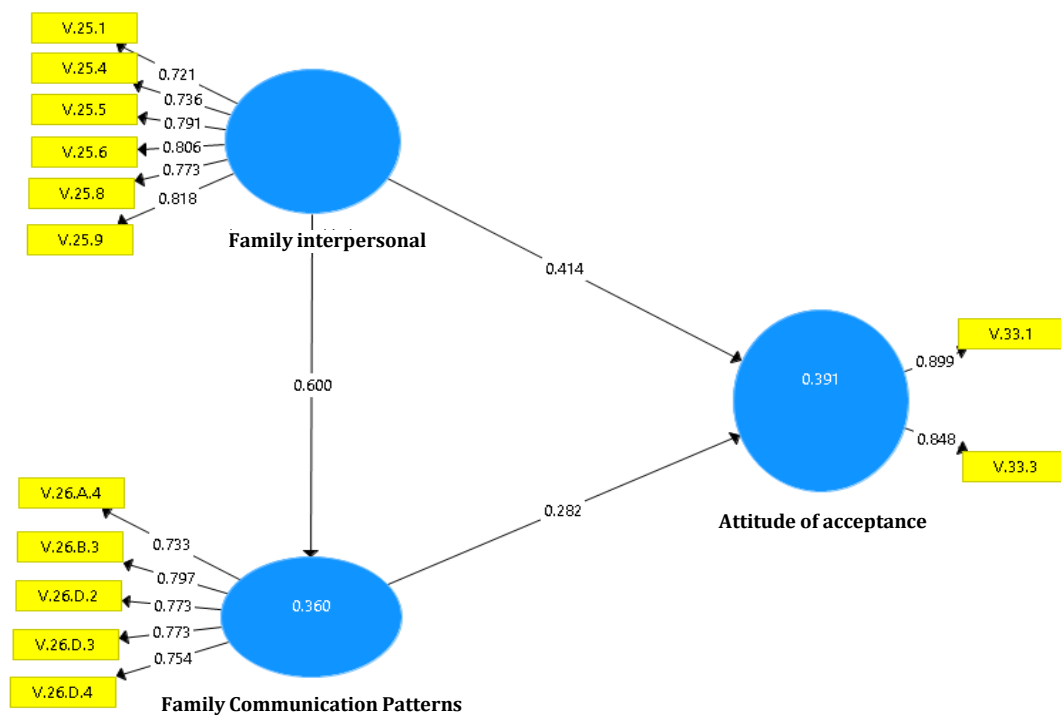 V.25.1
V.25.4
V.25.5
V.25.6
V.25.8
V.25.9
0.721
0.736
0.791
0.806
0.773
0.818
Family interpersonal
0.414
0.600
0.391
V.33.1
0.899
0.848
V.33.3
Attitude of acceptance
0.282
V.26.A.4
V.26.B.3
V.26.D.2
V.26.D.3
V.26.D.4
0.733
0.797
0.773
0.773
0.754
0.360
Family Communication Patterns